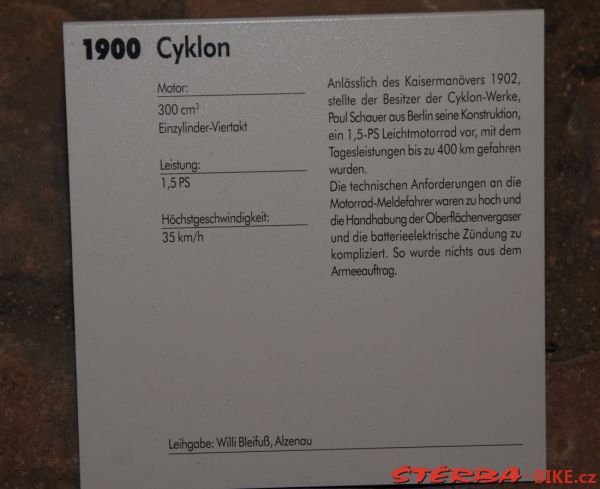 1900 Cyklon
Motor:
300 cm³
Einzylinder-Viertakt
Leistung:
1,5 PS
Höchstgeschwindigkeit:
35 km/h
Anlässlich des Kaisermanövers 1902,
stellte der Besitzer der Cyklon-Werke,
Paul Schauer aus Berlin seine Konstruktion,
ein 1,5-PS Leichtmotorrad vor, mit dem
Tagesleistungen bis zu 400 km gefahren
wurden.
Die technischen Anforderungen an die
Motorrad-Meldefahrer waren zu hoch und
die Handhabung der Oberflächenvergaser
und die batterieelektrische Zündung zu
kompliziert. So wurde nichts aus dem
Armeeauftrag.
Leihgabe: Willi Bleifuß, Alzenau
STERBA-BIKE.cz